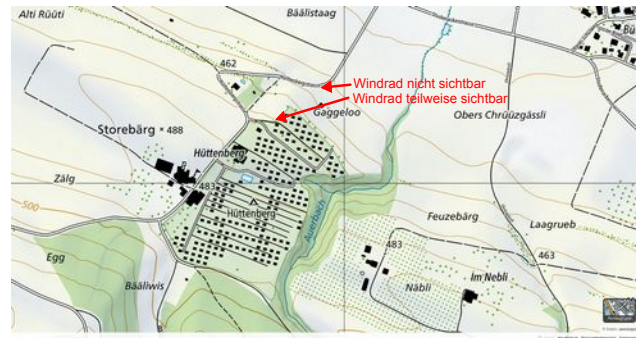 Alti Rüüti
Bäälistaag
Bü
462
Windrad nicht sichtbar
Windrad teilweise sichtbar
Gaggeloo
Obers Chrüüzgässli
Storebärg • 488
Hüttenberg
Zälg
483
500
Hüttenberg
Auerbach
Feuzebärg
Laagrueb
483
463
Egg
Im Nebli
Bääliwis
Näbli